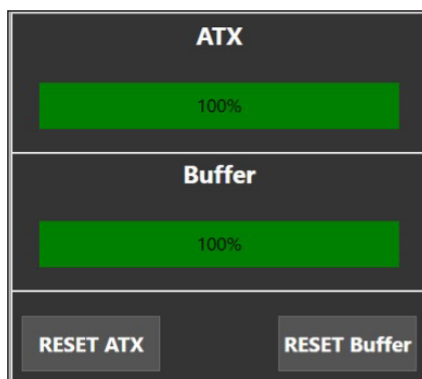 ATX
100%
Buffer
100%
RESET ATX
RESET Buffer